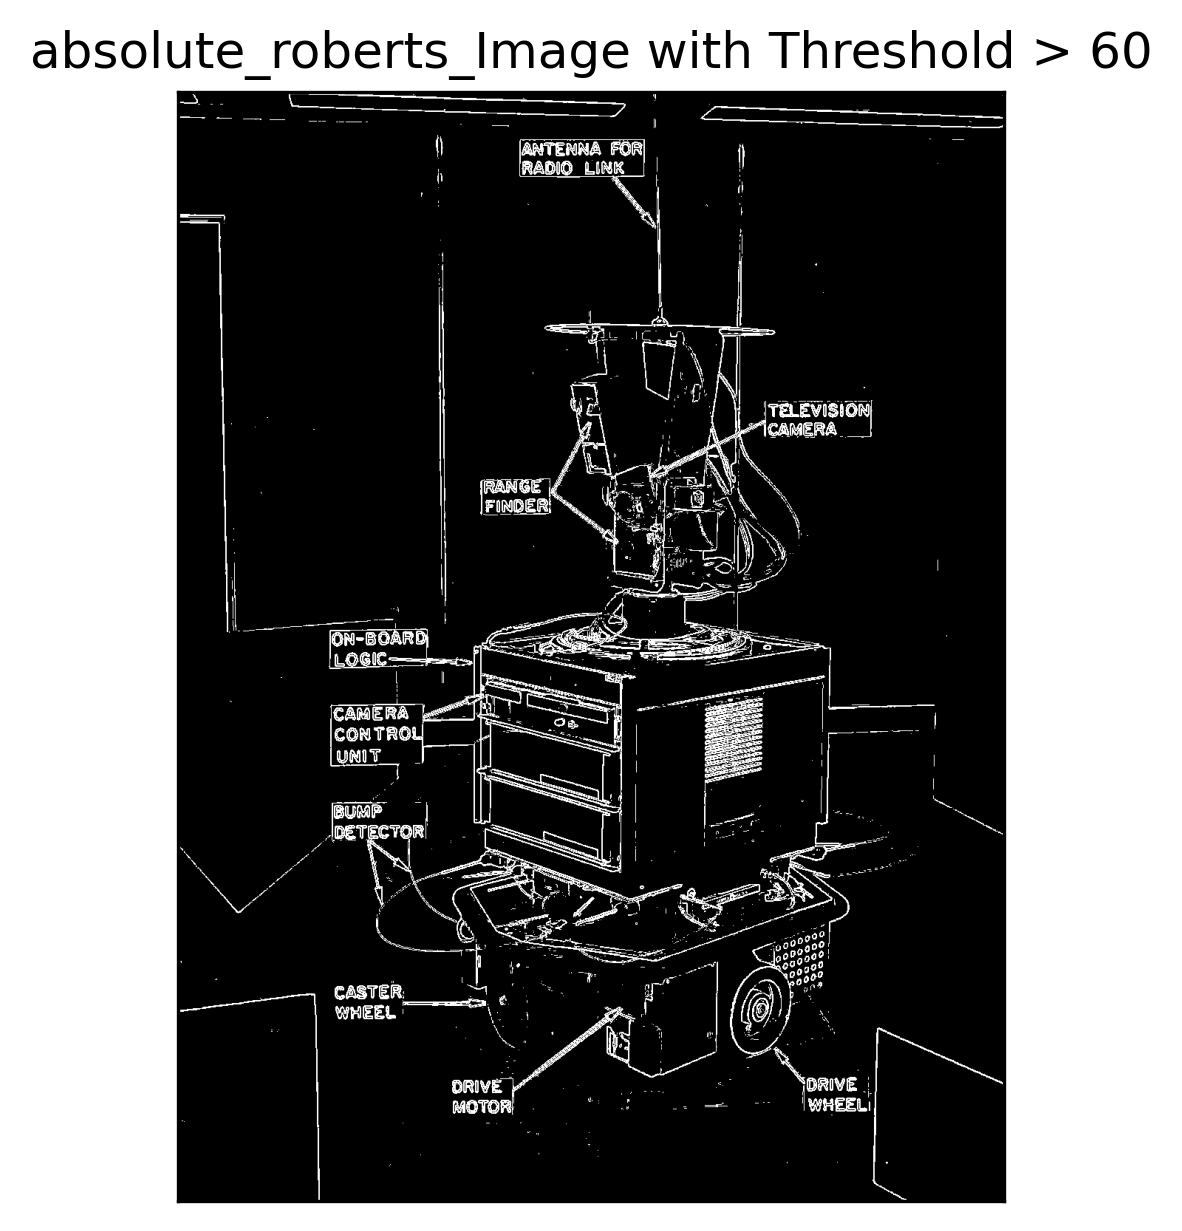 absolute_roberts_Image with Threshold > 60
ANTENNA FOR
RADIO LINK
TELEVISION
CAMERA
RANGE
FINDER
ON-BOARD
LOGIC
CAMERA
CONTROL
UNIT
BUMP
DETECTOR
CASTER
WHEEL
DRIVE
MOTOR
DRIVE
WHEEL